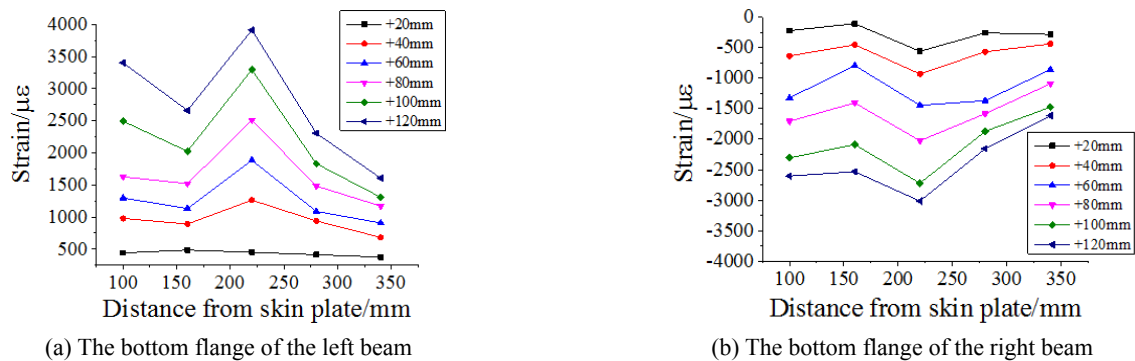 4000
3500
3000
2500
2000
1500
1000
500
Strain/με
100 150 200 250 300 350
Distance from skin plate/mm
+20mm
+40mm
+60mm
+80mm
+100mm
+120mm
(a) The bottom flange of the left beam
0
-500
-1000
-1500
-2000
-2500
-3000
-3500
-4000
Strain/με
100 150 200 250 300 350
Distance from skin plate/mm
+20mm
+40mm
+60mm
+80mm
+100mm
+120mm
(b) The bottom flange of the right beam